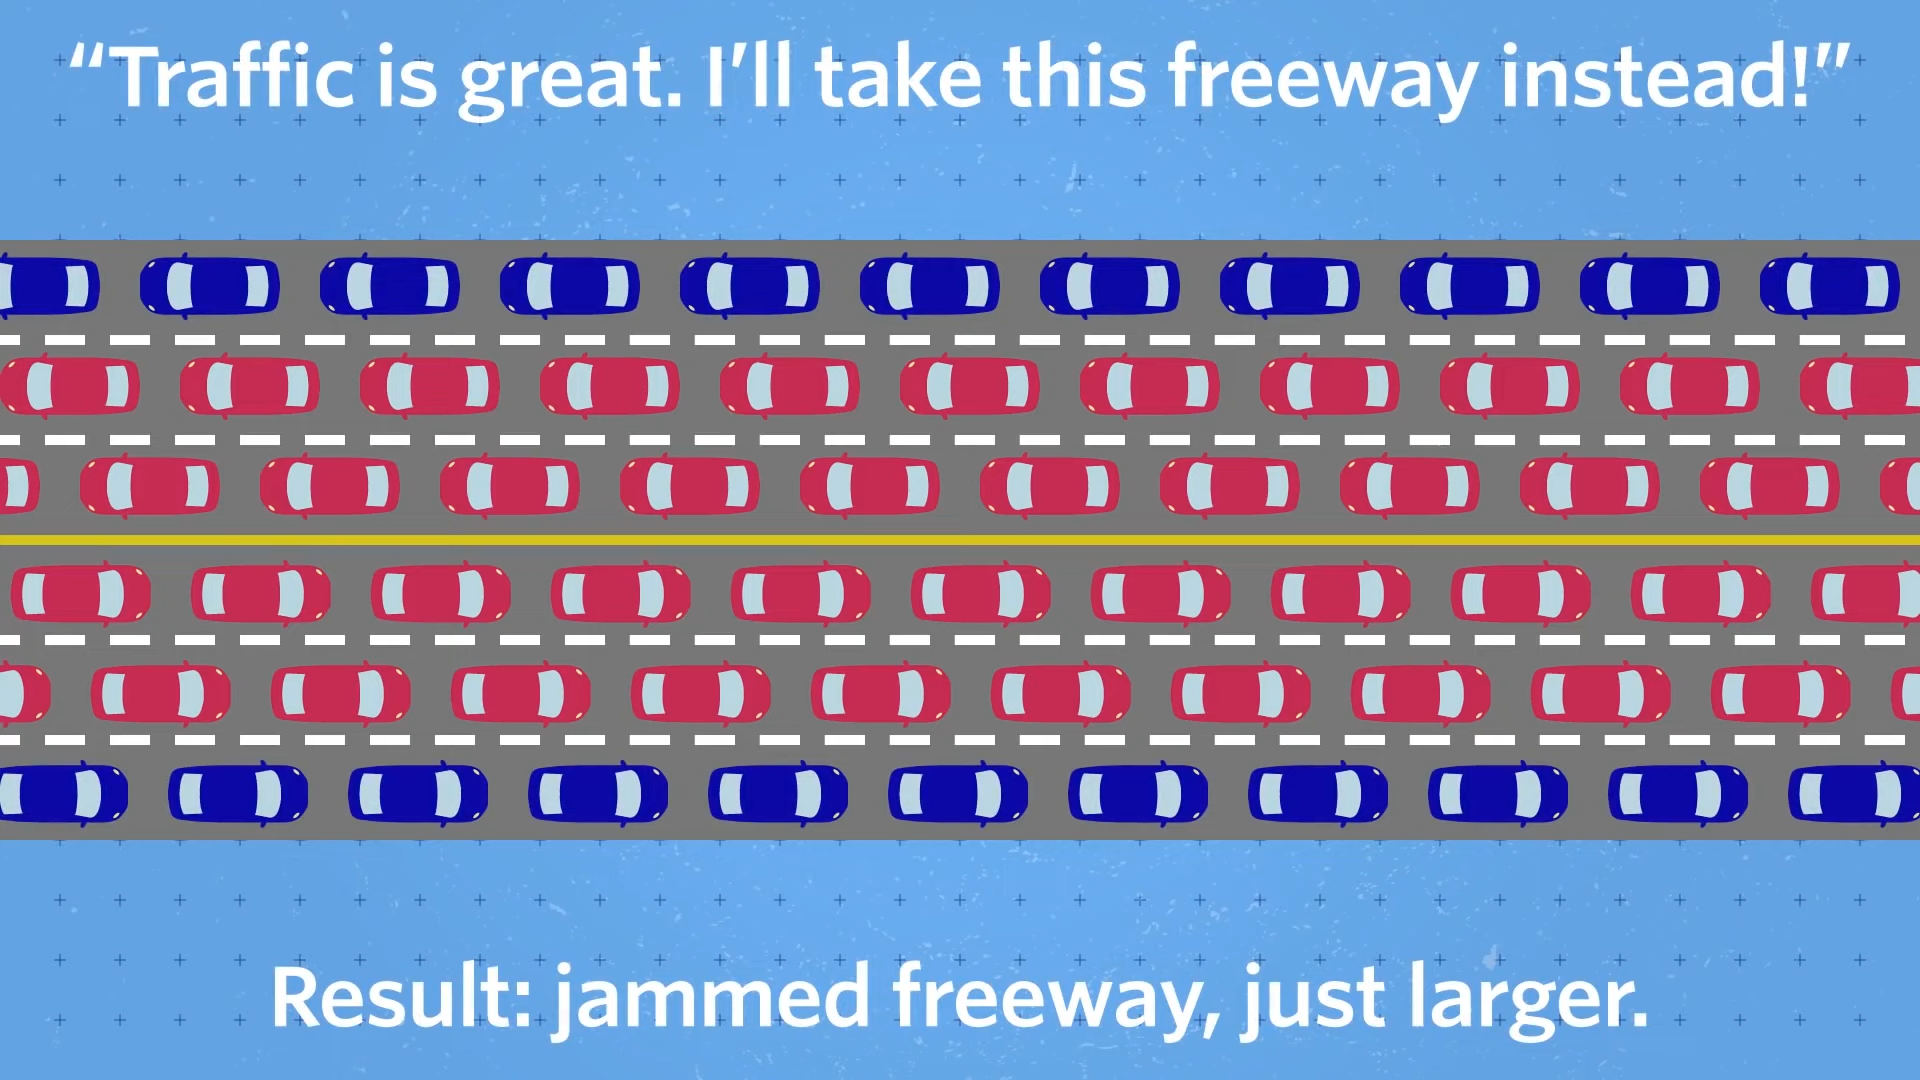 “Traffic is great. I’ll take this freeway instead!”
Result: jammed freeway, just larger.